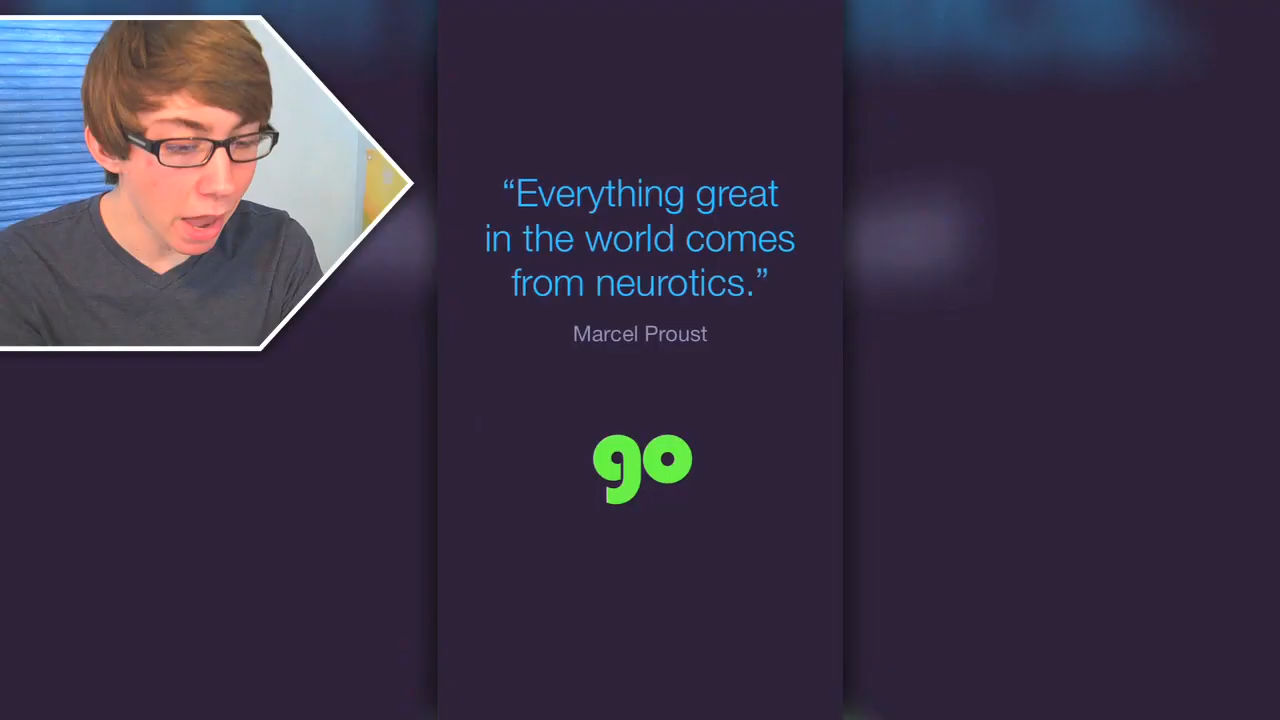 “Everything great
in the world comes
from neurotics.”
Marcel Proust
go